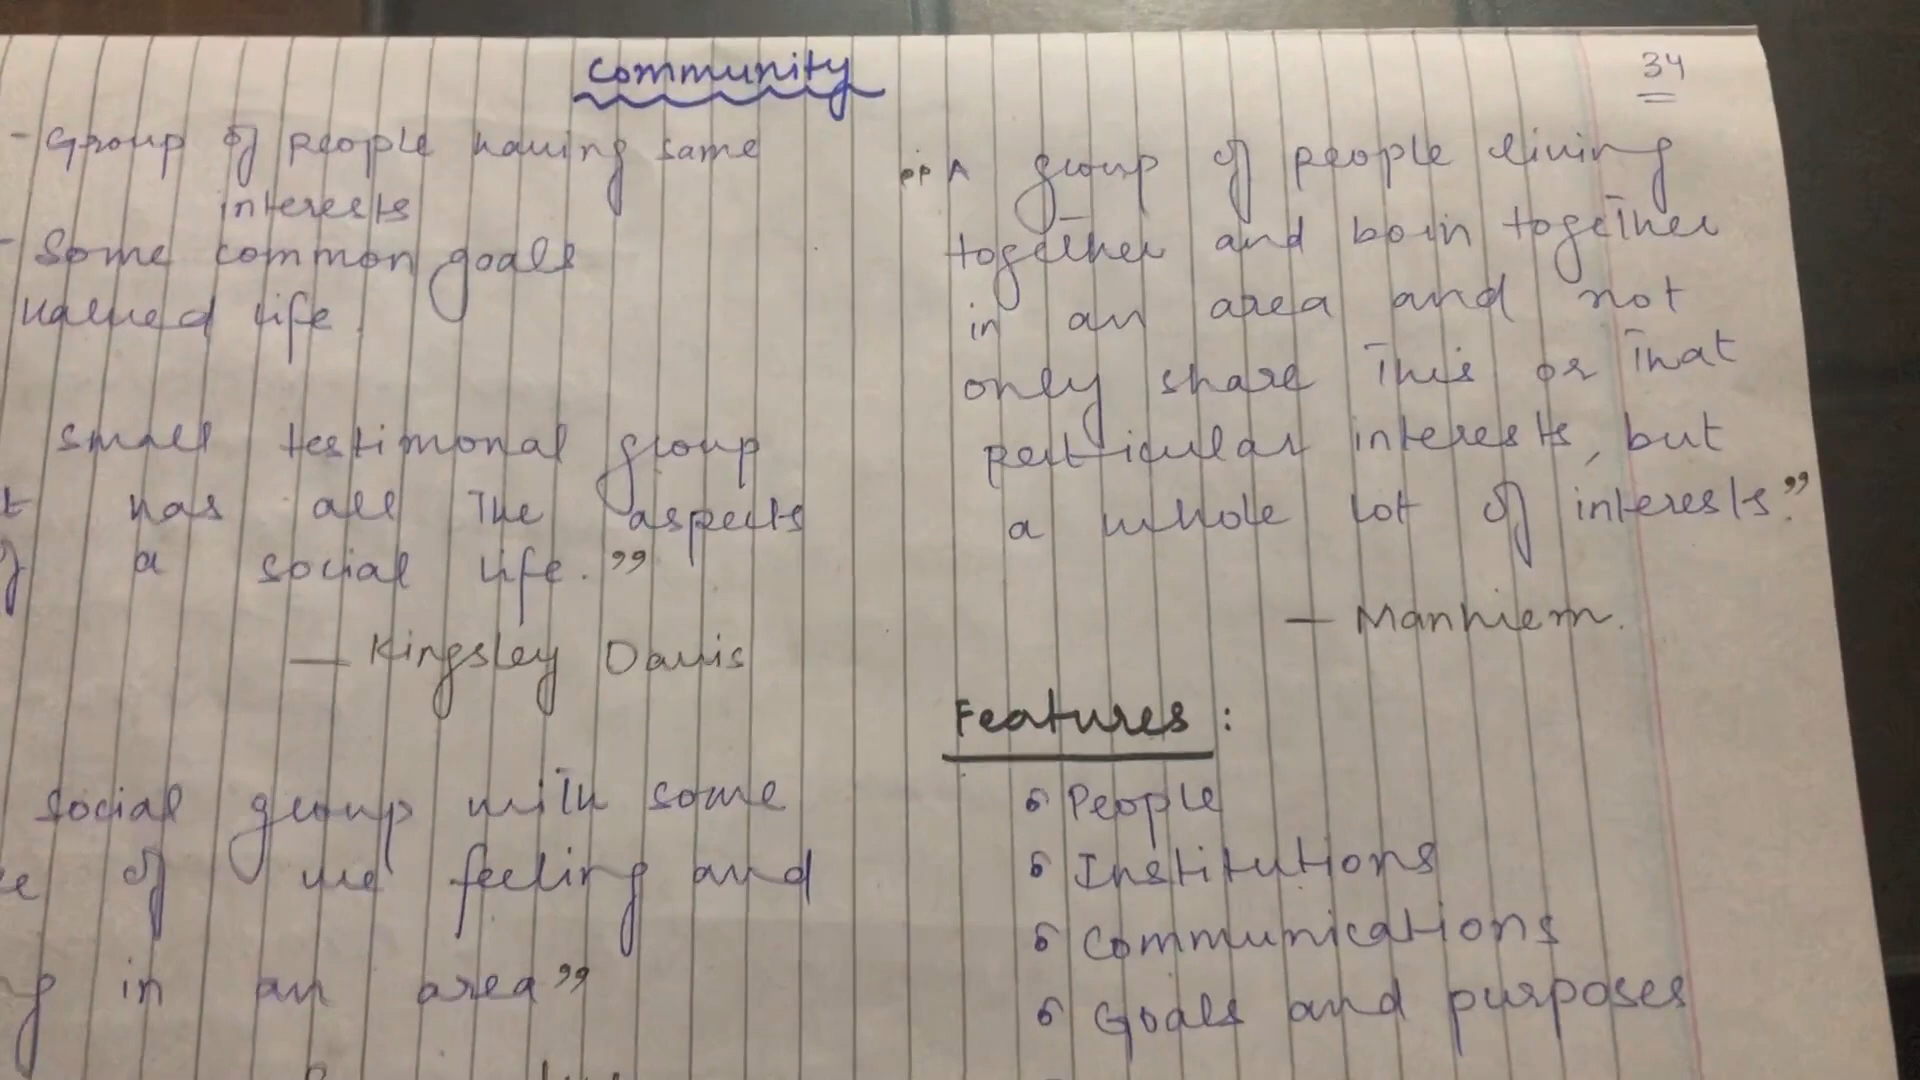 community
34
- Group of people having same
interests
- Some common goals
valued life
small testimonal group
has all the aspects
a social life.”
— Kingsley Davis
social group with some
of we feeling and
in an area”
“A group of people living
together and born together
in an area and not
only share this or that
particular interests, but
a whole lot of interests.”
— Manhiem.
Features :
People
Institutions
Communications
Goals and purposes